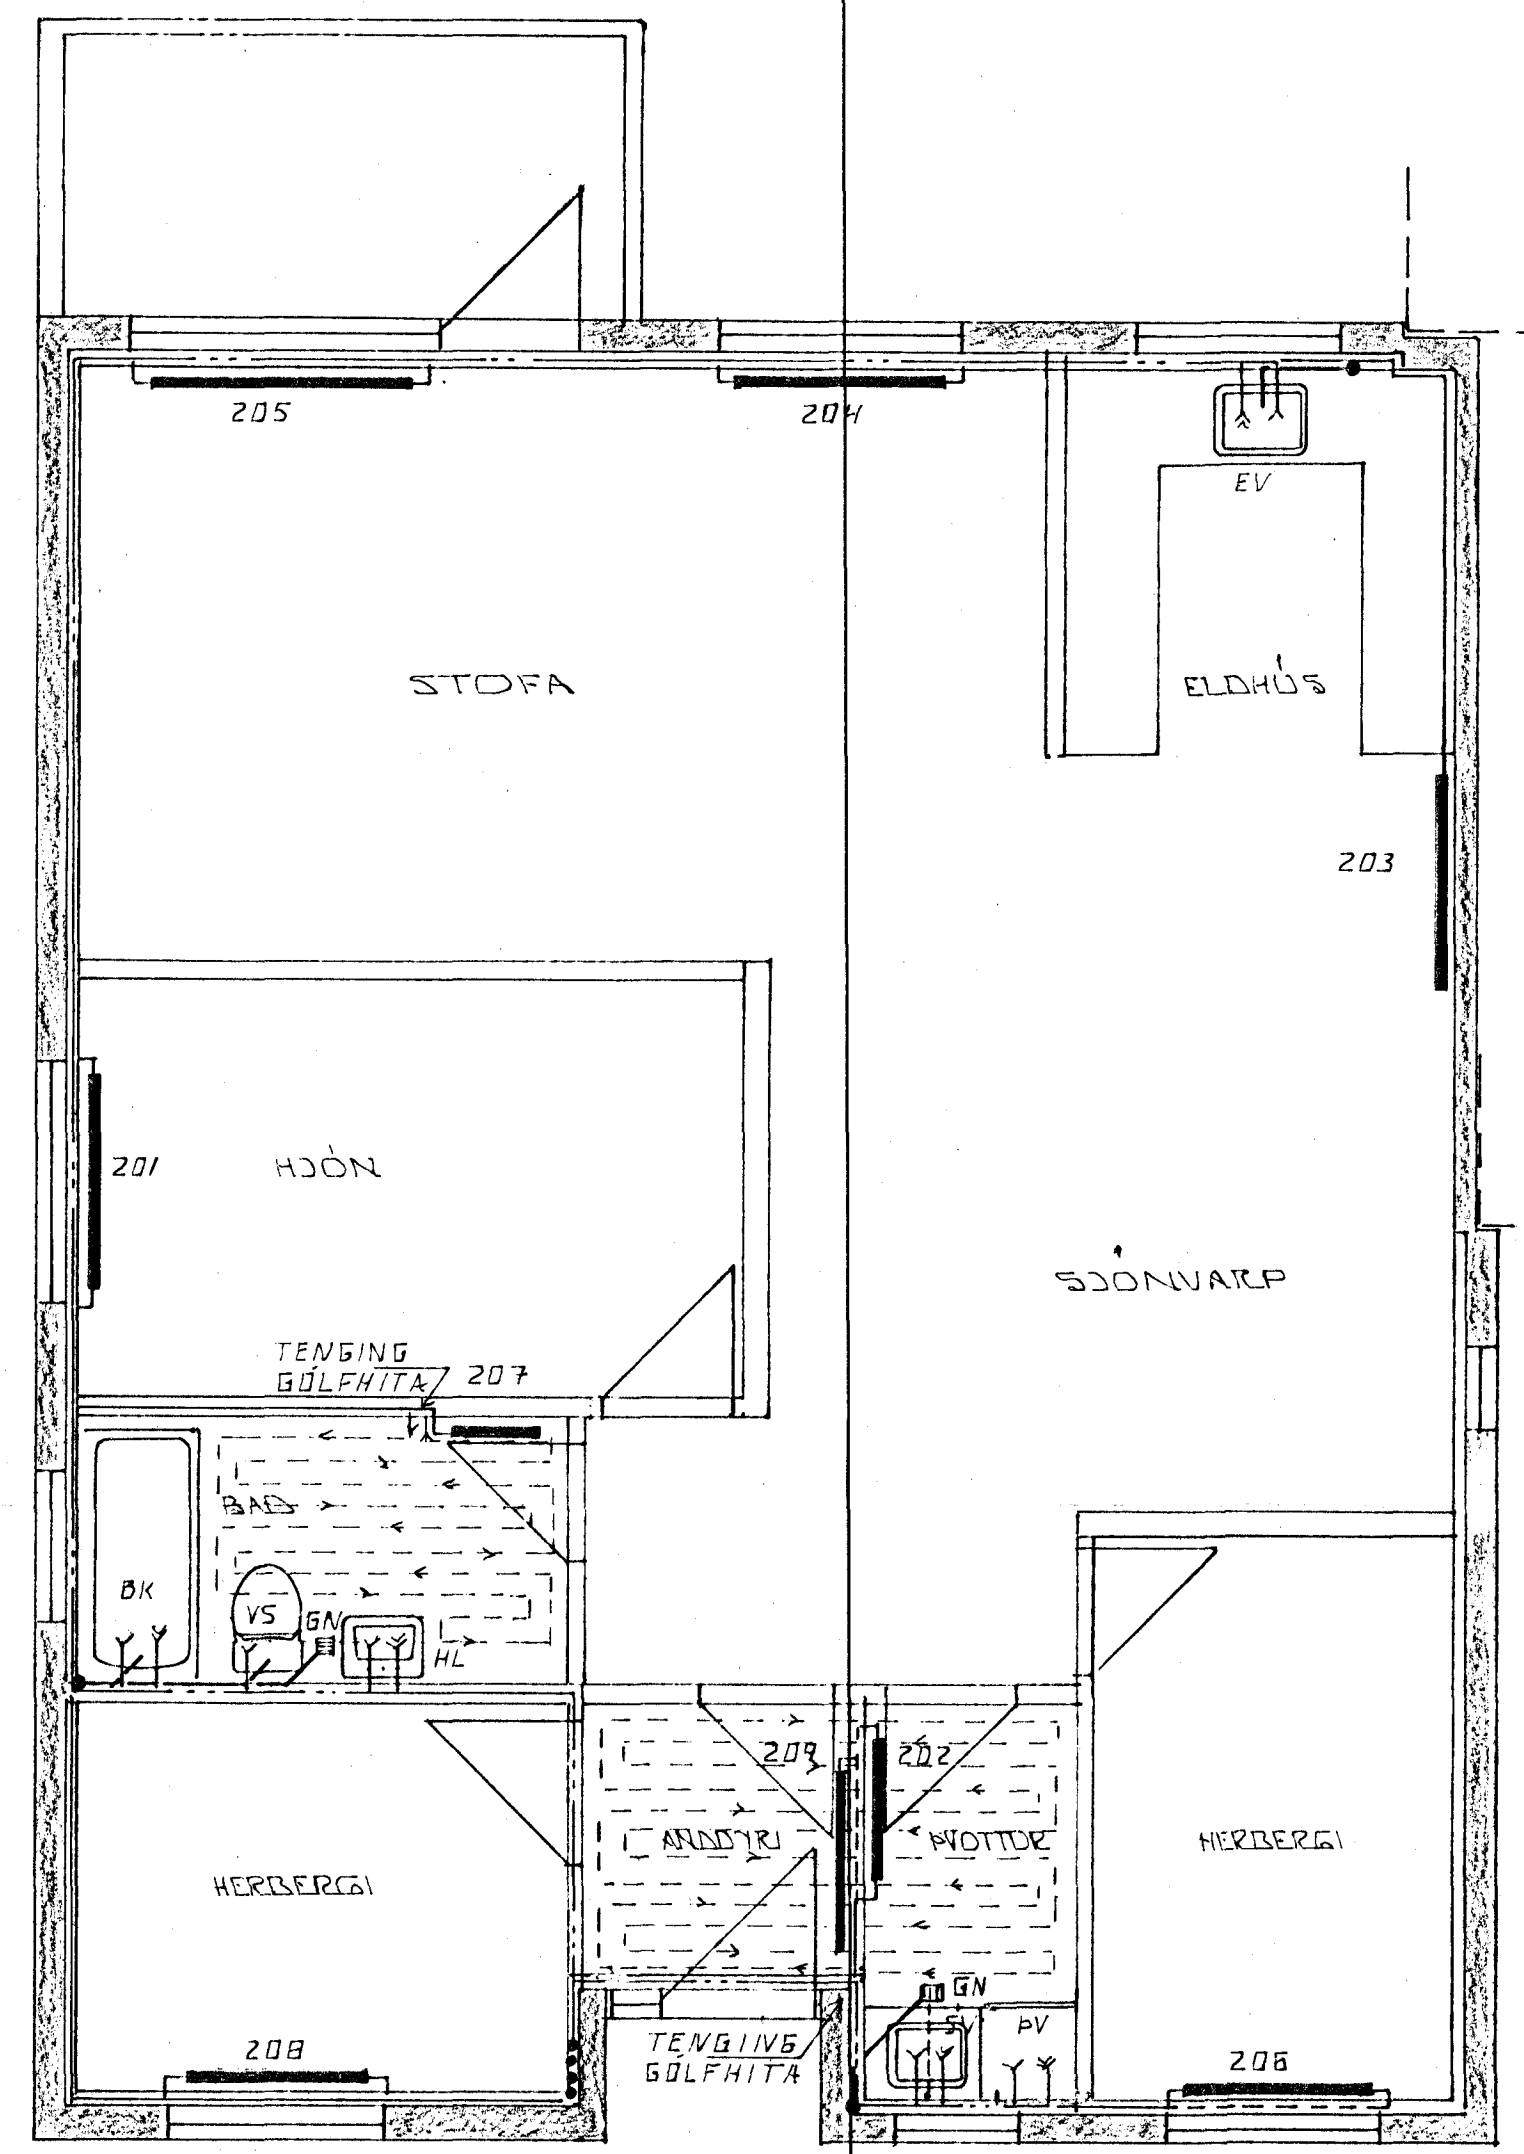 205
204
EV
STOFA
ELDHÚS
203
201
HJÓN
SJÓNVARP
TENGING
GÓLFHITA
207
BAÐ
BK
VS
GN
HL
209
202
ANDDYRI
ÞVOTTUR
HERBERGI
HERBERGI
GN
SV
ÞV
208
TENGING
GÓLFHITA
206